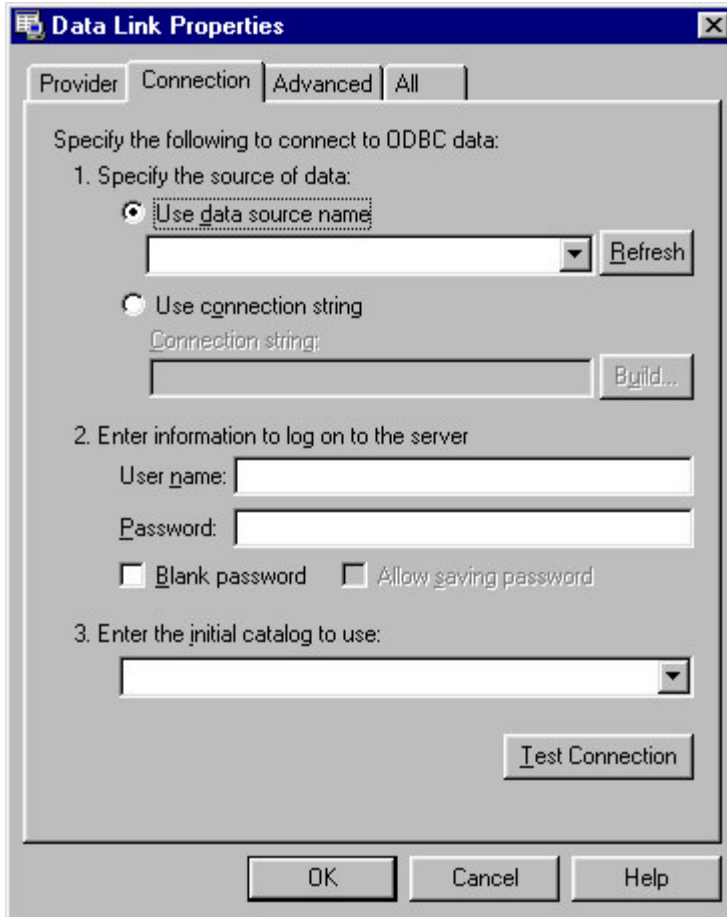 Data Link Properties
Provider Connection Advanced All
Specify the following to connect to ODBC data:
1. Specify the source of data:
Use data source name
Refresh
Use connection string
Connection string:
Build...
2. Enter information to log on to the server
User name:
Password:
Blank password Allow saving password
3. Enter the initial catalog to use:
Test Connection
OK Cancel Help